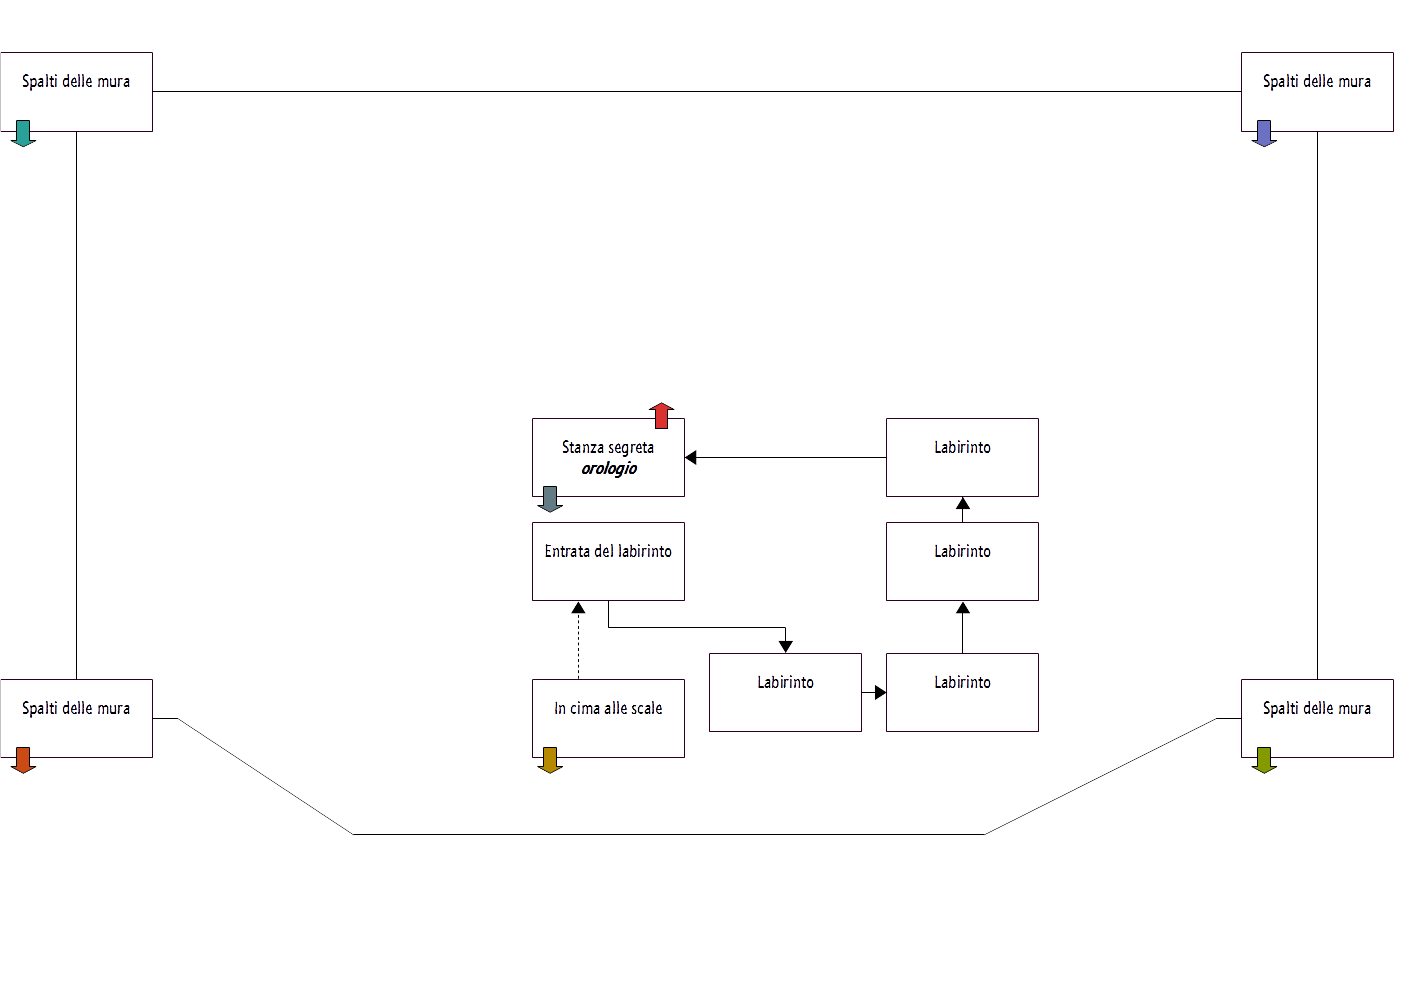 Spalti delle mura
Spalti delle mura
Stanza segreta
orologio
Labirinto
Entrata del labirinto
Labirinto
Labirinto
Labirinto
Spalti delle mura
In cima alle scale
Spalti delle mura